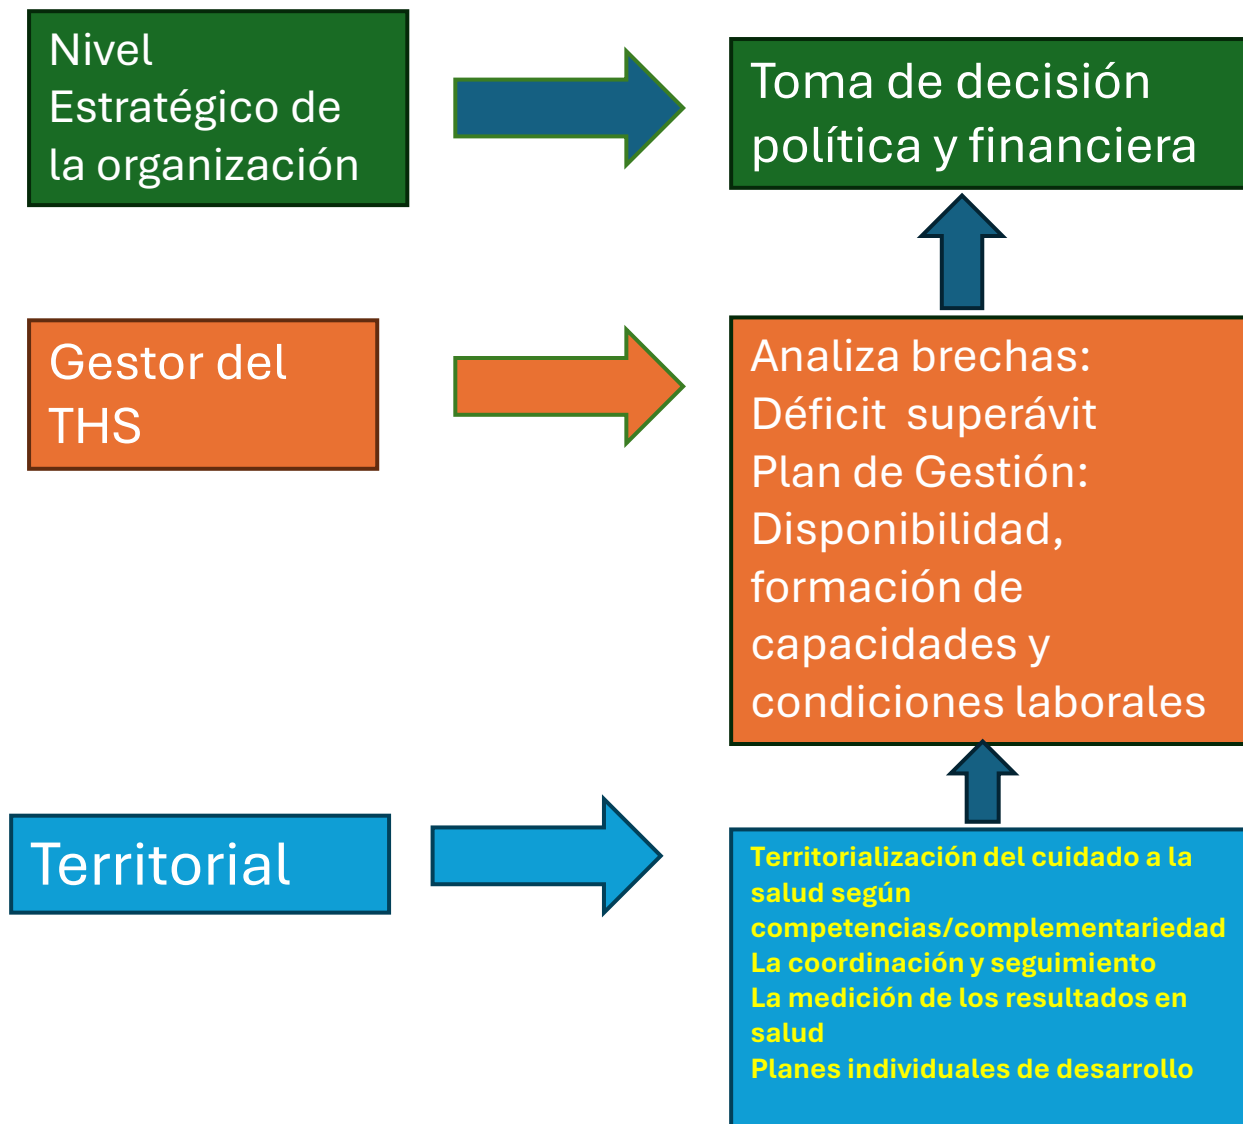 Nivel
Estratégico de
la organización
Toma de decisión
política y financiera
Gestor del
THS
Analiza brechas:
Déficit  superávit
Plan de Gestión:
Disponibilidad,
formación de
capacidades y
condiciones laborales
Territorial
Territorialización del cuidado a la
salud según
competencias/complementariedad
La coordinación y seguimiento
La medición de los resultados en
salud
Planes individuales de desarrollo